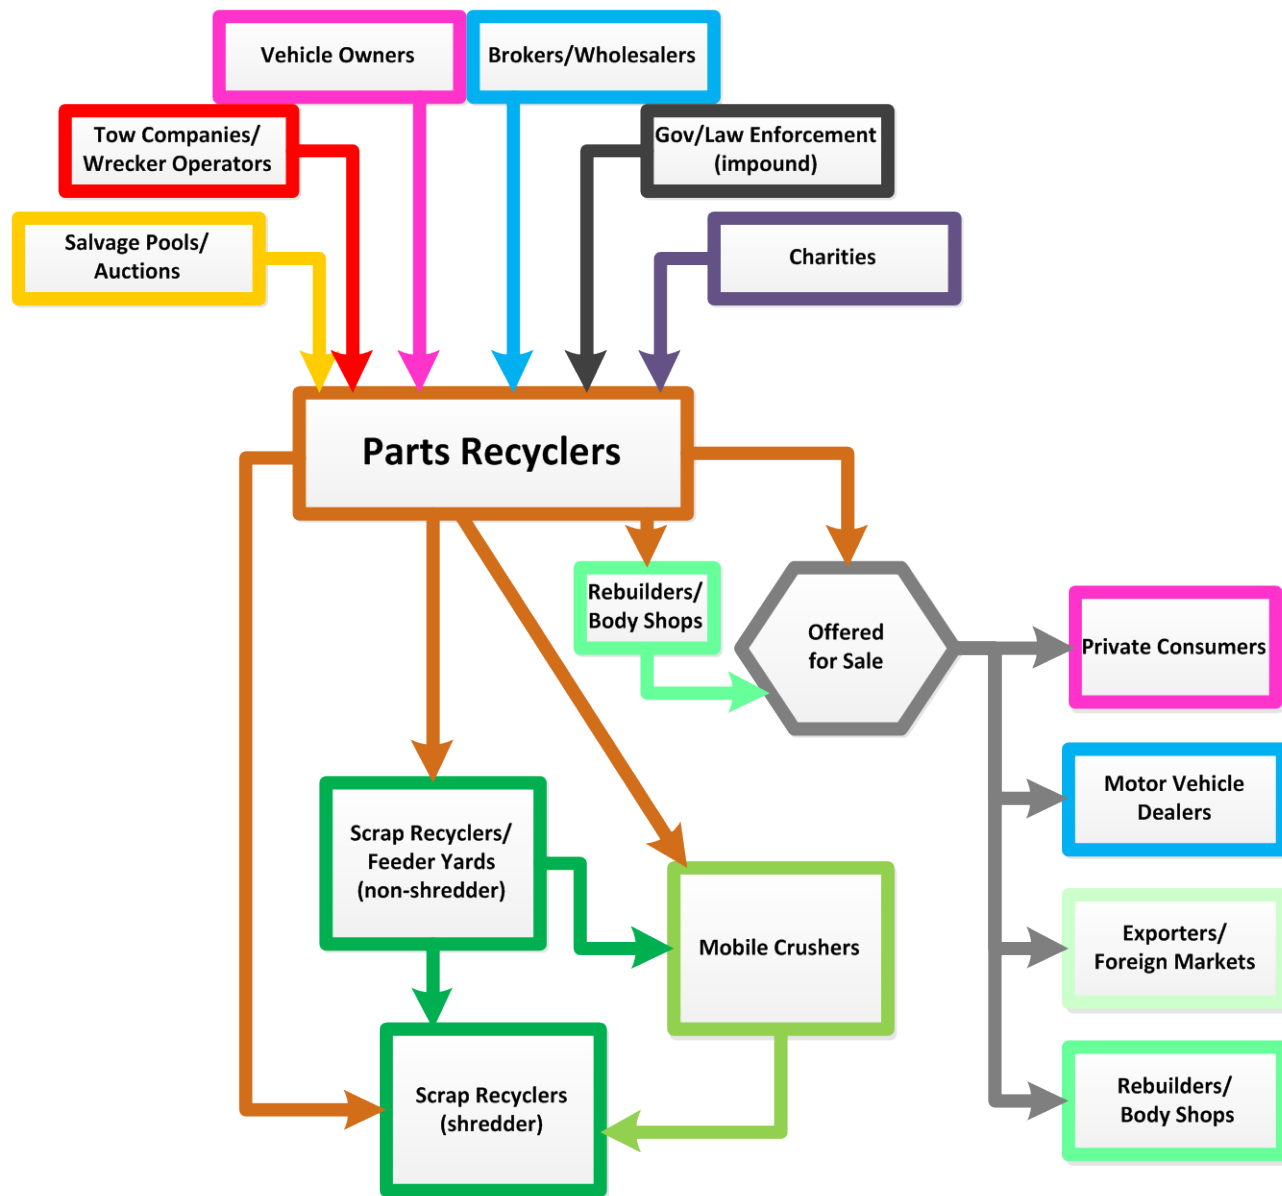 Vehicle Owners
Brokers/Wholesalers
Tow Companies/
Wrecker Operators
Gov/Law Enforcement
(impound)
Salvage Pools/
Auctions
Charities
Parts Recyclers
Rebuilders/
Body Shops
Offered
for Sale
Private Consumers
Motor Vehicle
Dealers
Scrap Recyclers/
Feeder Yards
(non-shredder)
Mobile Crushers
Exporters/
Foreign Markets
Scrap Recyclers
(shredder)
Rebuilders/
Body Shops